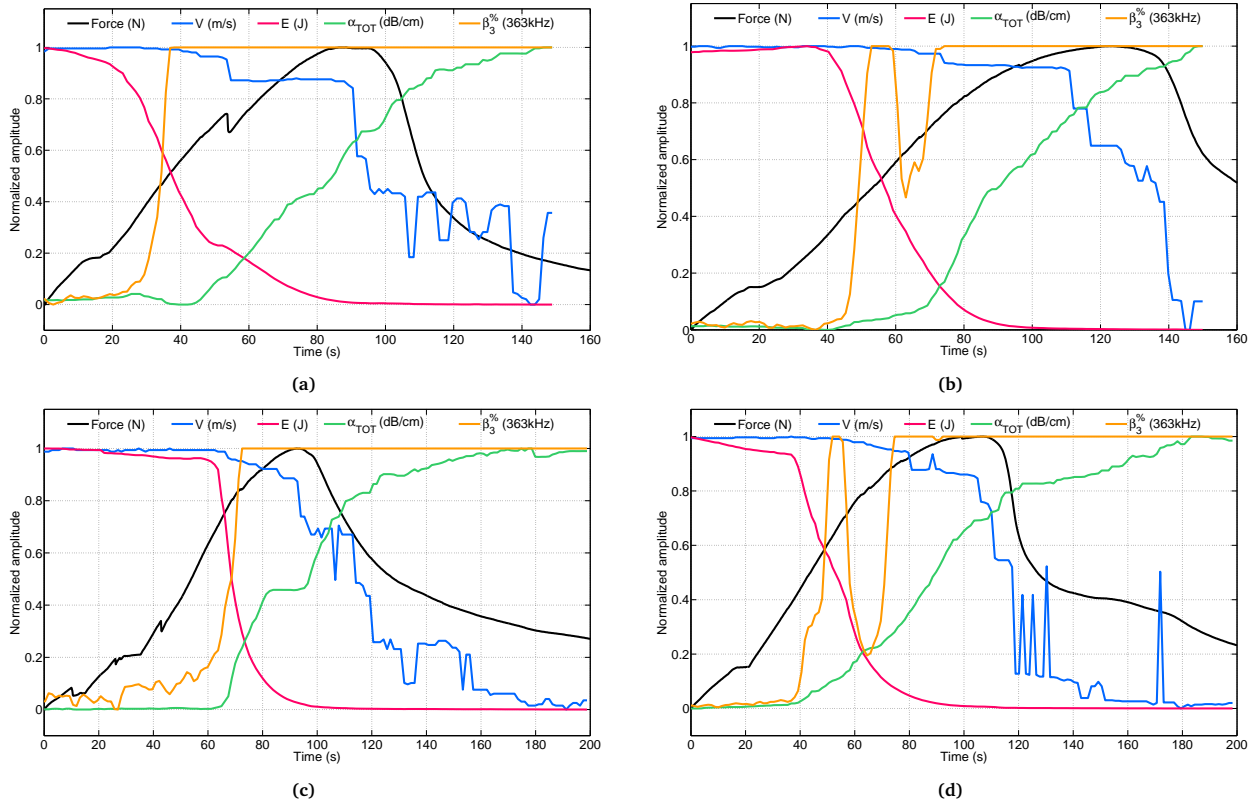 Force (N) V (m/s) E (J) α_TOT (dB/cm) β_3^% (363kHz)
Normalized amplitude
1
0.8
0.6
0.4
0.2
0
0 20 40 60 80 100 120 140 160
Time (s)
(a)
Force (N) V (m/s) E (J) α_TOT (dB/cm) β_3^% (363kHz)
Normalized amplitude
1
0.8
0.6
0.4
0.2
0
0 20 40 60 80 100 120 140 160
Time (s)
(b)
Force (N) V (m/s) E (J) α_TOT (dB/cm) β_3^% (363kHz)
Normalized amplitude
1
0.8
0.6
0.4
0.2
0
0 20 40 60 80 100 120 140 160 180 200
Time (s)
(c)
Force (N) V (m/s) E (J) α_TOT (dB/cm) β_3^% (363kHz)
Normalized amplitude
1
0.8
0.6
0.4
0.2
0
0 20 40 60 80 100 120 140 160 180 200
Time (s)
(d)